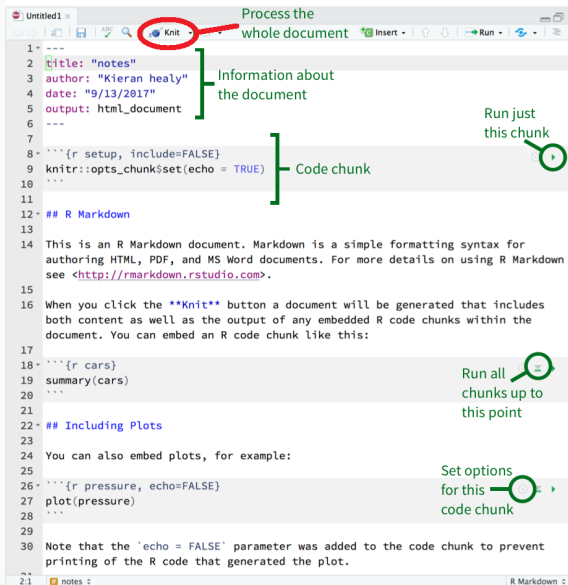 Untitled1
Process the
whole document
ABC
Knit
Insert
Run
1 ---
2 title: "notes"
3 author: "Kieran healy"
4 date: "9/13/2017"
5 output: html_document
6 ---
Information about
the document
Run just
this chunk
7
8 ```{r setup, include=FALSE}
9 knitr::opts_chunk$set(echo = TRUE)
10 ```
Code chunk
11
12 ## R Markdown
13
14 This is an R Markdown document. Markdown is a simple formatting syntax for
authoring HTML, PDF, and MS Word documents. For more details on using R Markdown
see <http://rmarkdown.rstudio.com>.
15
16 When you click the **Knit** button a document will be generated that includes
both content as well as the output of any embedded R code chunks within the
document. You can embed an R code chunk like this:
17
18 ```{r cars}
19 summary(cars)
20 ```
Run all
chunks up to
this point
21
22 ## Including Plots
23
24 You can also embed plots, for example:
25
26 ```{r pressure, echo=FALSE}
27 plot(pressure)
28 ```
Set options
for this
code chunk
29
30 Note that the `echo = FALSE` parameter was added to the code chunk to prevent
printing of the R code that generated the plot.
2:1
notes
R Markdown